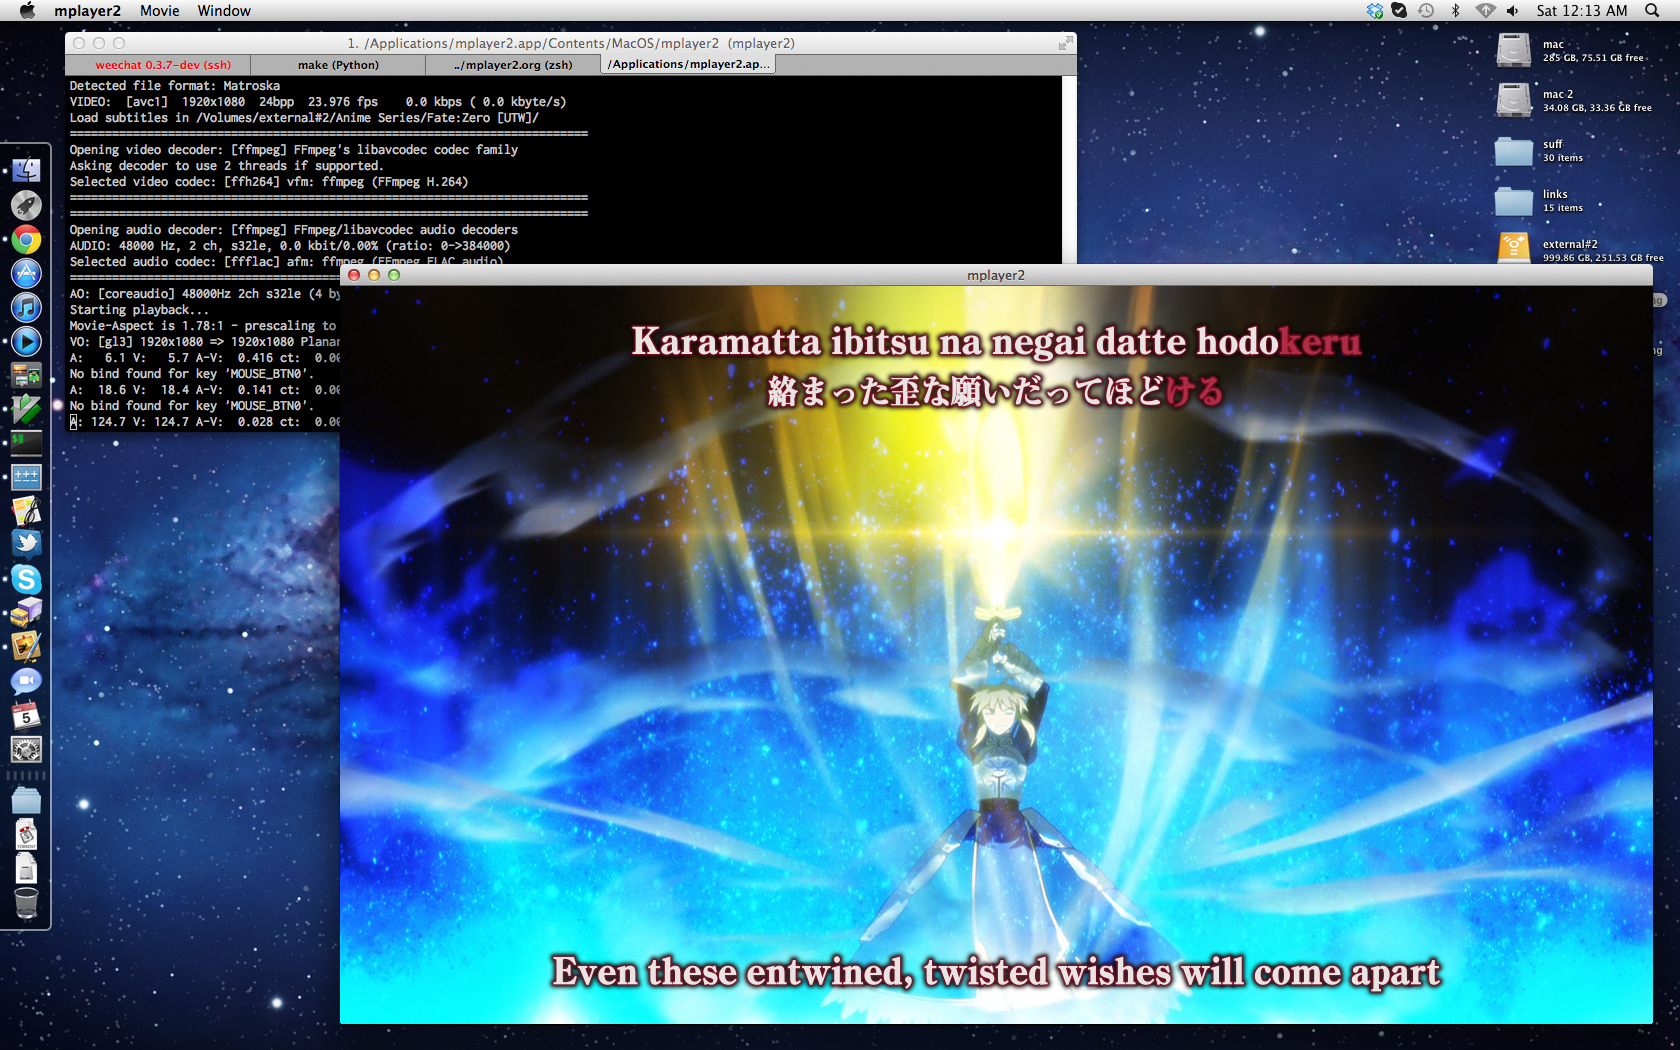 mplayer2 Movie Window
Sat 12:13 AM
1. /Applications/mplayer2.app/Contents/MacOS/mplayer2 (mplayer2)
weechat 0.3.7-dev (ssh)
make (Python)
../mplayer2.org (zsh)
/Applications/mplayer2.ap...
Detected file format: Matroska
VIDEO: [avc1] 1920x1080 24bpp 23.976 fps 0.0 kbps ( 0.0 kbyte/s)
Load subtitles in /Volumes/external#2/Anime Series/Fate:Zero [UTW]/
==========================================================================
Opening video decoder: [ffmpeg] FFmpeg's libavcodec codec family
Asking decoder to use 2 threads if supported.
Selected video codec: [ffh264] vfm: ffmpeg (FFmpeg H.264)
==========================================================================
==========================================================================
Opening audio decoder: [ffmpeg] FFmpeg/libavcodec audio decoders
AUDIO: 48000 Hz, 2 ch, s32le, 0.0 kbit/0.00% (ratio: 0->384000)
Selected audio codec: [ffflac] afm: ffmpeg (FFmpeg FLAC audio)
AO: [coreaudio] 48000Hz 2ch s32le (4 by
Starting playback...
Movie-Aspect is 1.78:1 - prescaling to
VO: [gl3] 1920x1080 => 1920x1080 Planar
A: 6.1 V: 5.7 A-V: 0.416 ct: 0.00
No bind found for key 'MOUSE_BTN0'.
A: 18.6 V: 18.4 A-V: 0.141 ct: 0.00
No bind found for key 'MOUSE_BTN0'.
A: 124.7 V: 124.7 A-V: 0.028 ct: 0.00
mac
285 GB, 75.51 GB free
mac 2
34.08 GB, 33.36 GB free
suff
30 items
links
15 items
external#2
999.86 GB, 251.53 GB free
ng
ng
mplayer2
Karamatta ibitsu na negai datte hodokeru
絡まった歪な願いだってほどける
Even these entwined, twisted wishes will come apart
MAY
5
TORRENT